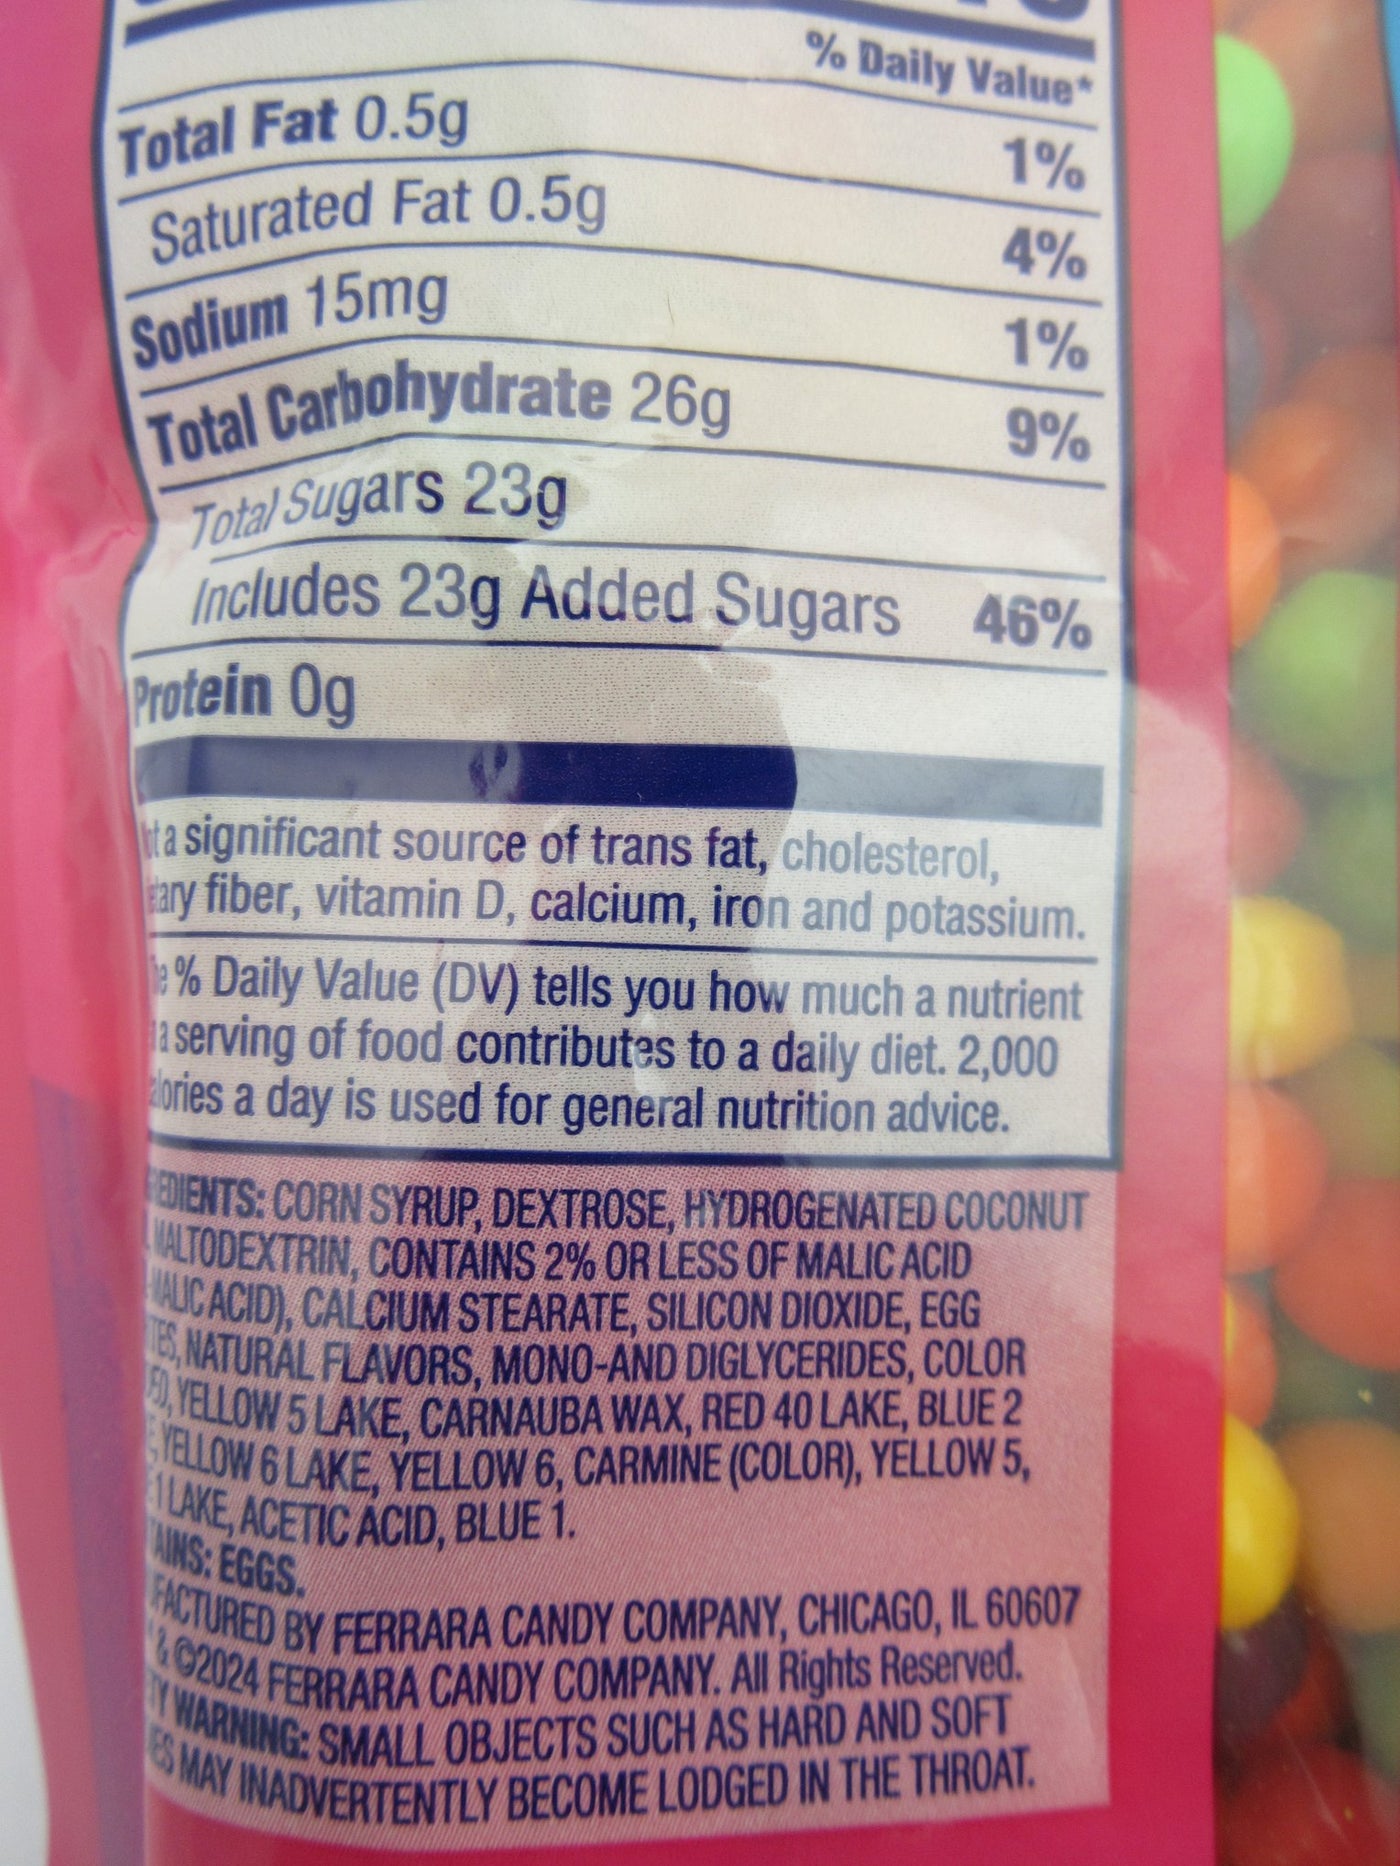 % Daily Value*
Total Fat 0.5g 1%
Saturated Fat 0.5g 4%
Sodium 15mg 1%
Total Carbohydrate 26g 9%
Total Sugars 23g
Includes 23g Added Sugars 46%
Protein 0g
a significant source of trans fat, cholesterol,
fiber, vitamin D, calcium, iron and potassium.
% Daily Value (DV) tells you how much a nutrient
a serving of food contributes to a daily diet. 2,000
a day is used for general nutrition advice.
CORN SYRUP, DEXTROSE, HYDROGENATED COCONUT
MALTODEXTRIN, CONTAINS 2% OR LESS OF MALIC ACID
MALIC ACID), CALCIUM STEARATE, SILICON DIOXIDE, EGG
NATURAL FLAVORS, MONO-AND DIGLYCERIDES, COLOR
YELLOW 5 LAKE, CARNAUBA WAX, RED 40 LAKE, BLUE 2
YELLOW 6 LAKE, YELLOW 6, CARMINE (COLOR), YELLOW 5,
1 LAKE, ACETIC ACID, BLUE 1.
EGGS.
BY FERRARA CANDY COMPANY, CHICAGO, IL 60607
& ©2024 FERRARA CANDY COMPANY. All Rights Reserved.
WARNING: SMALL OBJECTS SUCH AS HARD AND SOFT
MAY INADVERTENTLY BECOME LODGED IN THE THROAT.